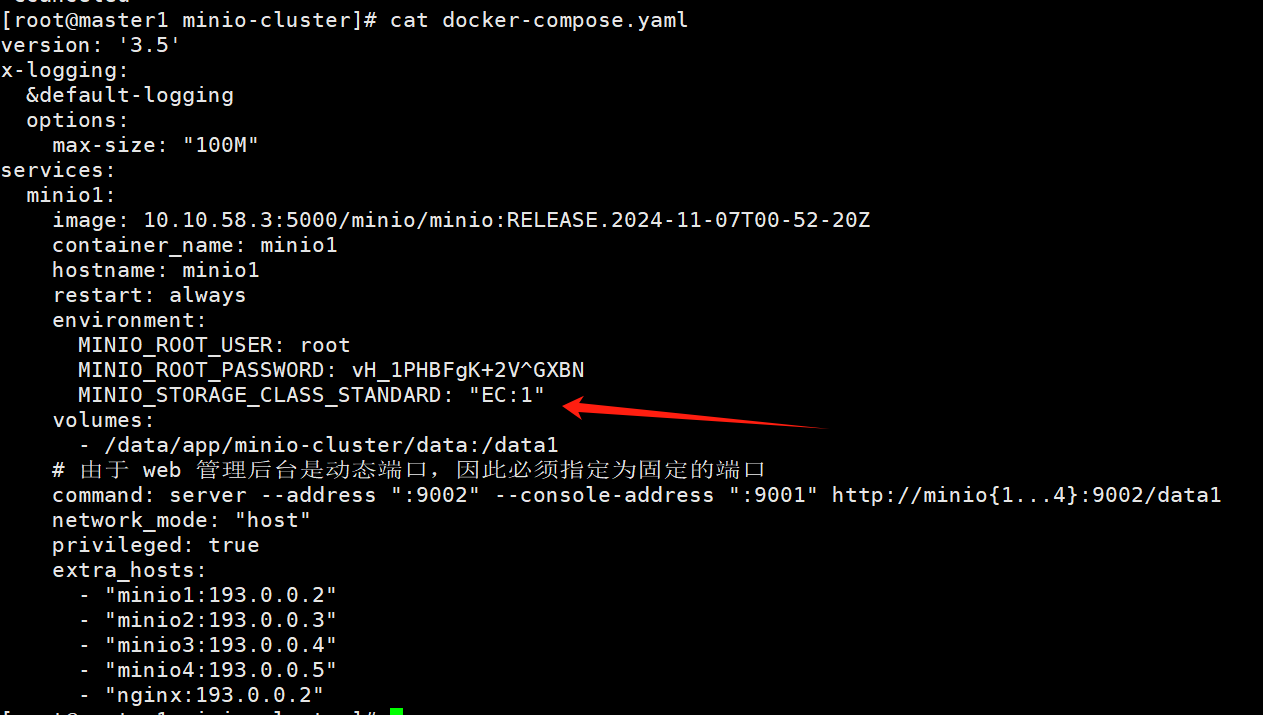 [root@master1 minio-cluster]# cat docker-compose.yaml
version: '3.5'
x-logging:
  &default-logging
  options:
    max-size: "100M"
services:
  minio1:
    image: 10.10.58.3:5000/minio/minio:RELEASE.2024-11-07T00-52-20Z
    container_name: minio1
    hostname: minio1
    restart: always
    environment:
      MINIO_ROOT_USER: root
      MINIO_ROOT_PASSWORD: vH_1PHBFgK+2V^GXBN
      MINIO_STORAGE_CLASS_STANDARD: "EC:1"
    volumes:
      - /data/app/minio-cluster/data:/data1
    # 由于 web 管理后台是动态端口，因此必须指定为固定的端口
    command: server --address ":9002" --console-address ":9001" http://minio{1...4}:9002/data1
    network_mode: "host"
    privileged: true
    extra_hosts:
      - "minio1:193.0.0.2"
      - "minio2:193.0.0.3"
      - "minio3:193.0.0.4"
      - "minio4:193.0.0.5"
      - "nginx:193.0.0.2"